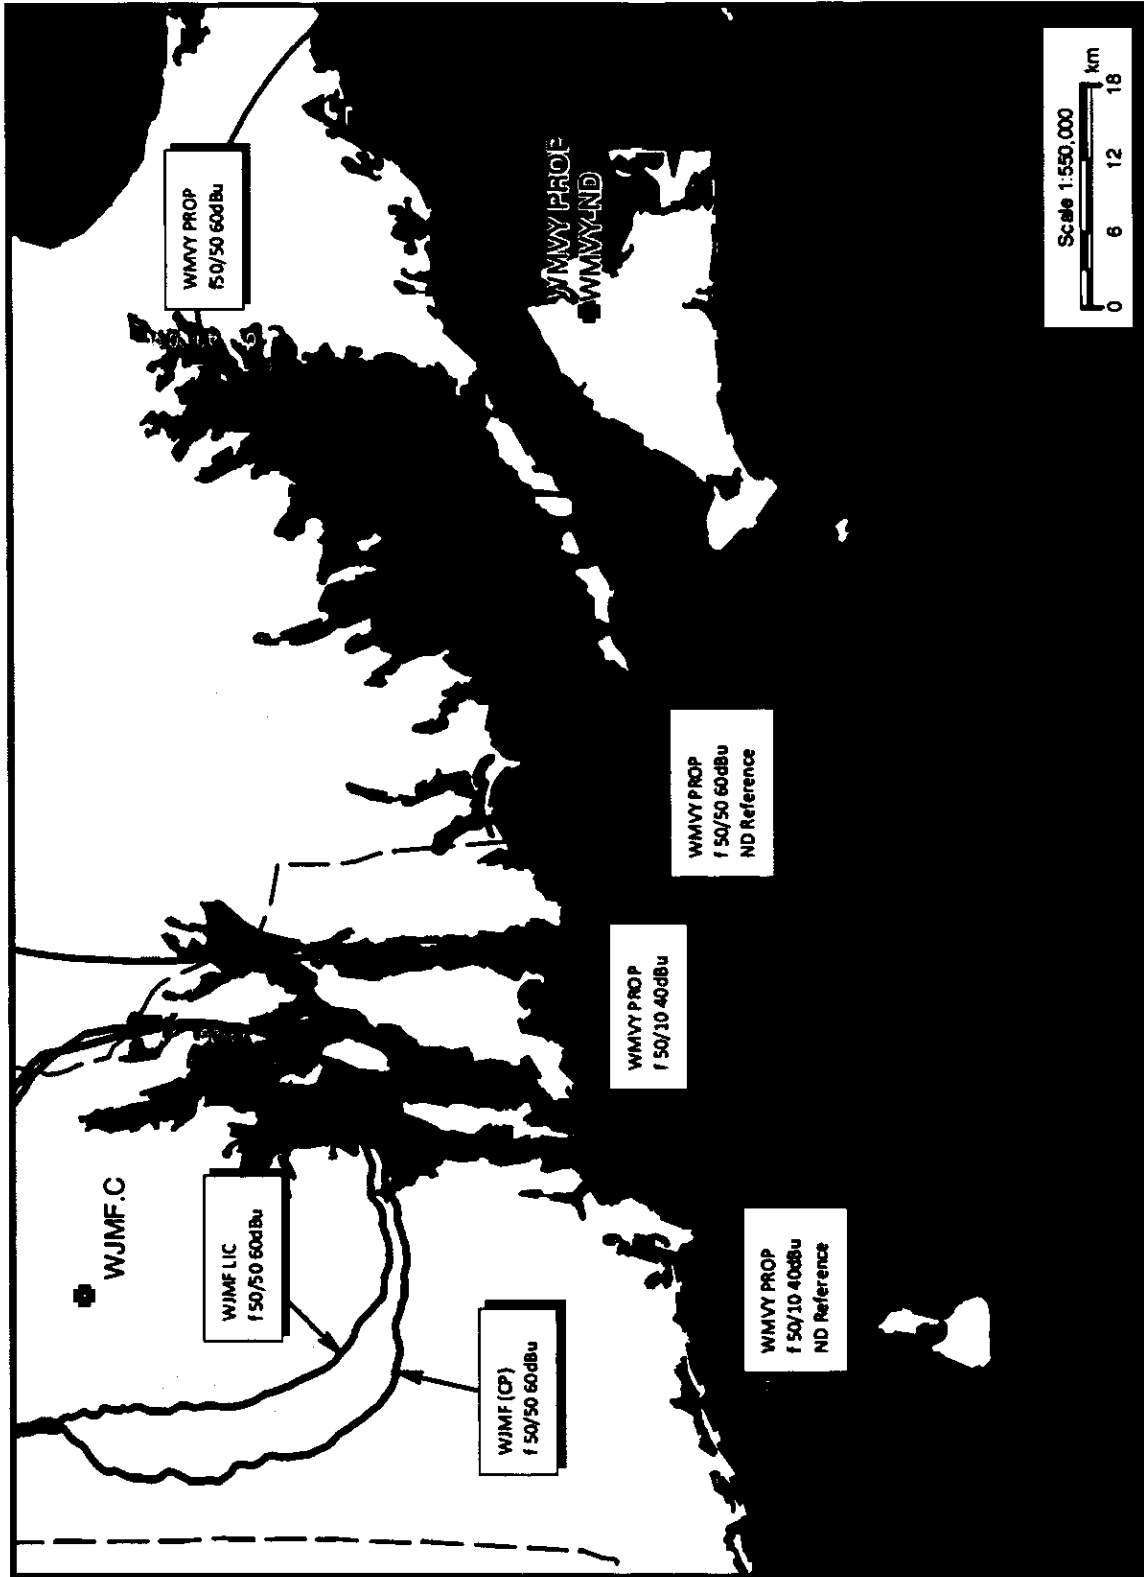 WJMF.C
WJMF LIC
f 50/50 60dBu
WJMF (CP)
f 50/50 60dBu
WMVY PROP
f50/50 60dBu
WMVY PROP
WMVY-ND
WMVY PROP
f 50/10 40dBu
WMVY PROP
f 50/50 60dBu
ND Reference
WMVY PROP
f 50/10 40dBu
ND Reference
Scale 1:550,000
0 6 12 18 km